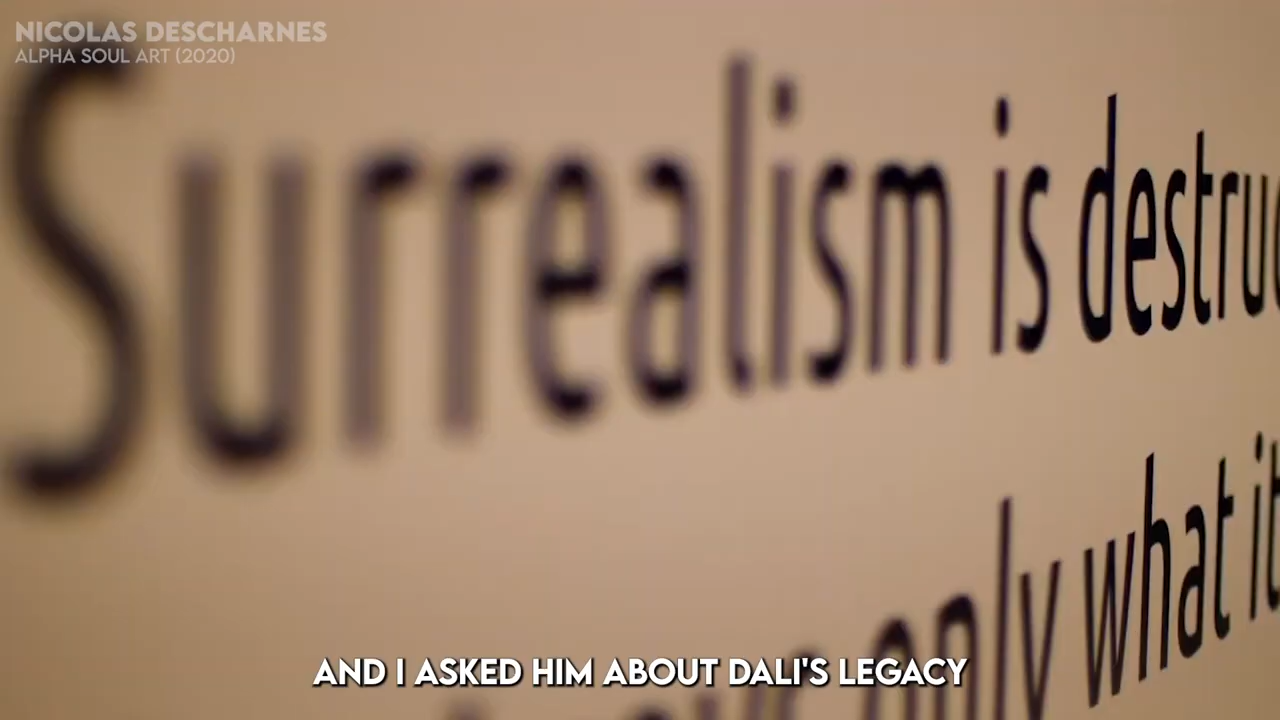 NICOLAS DESCHARNES
ALPHA SOUL ART (2020)
Surrealism is destruc
only what it
AND I ASKED HIM ABOUT DALI'S LEGACY